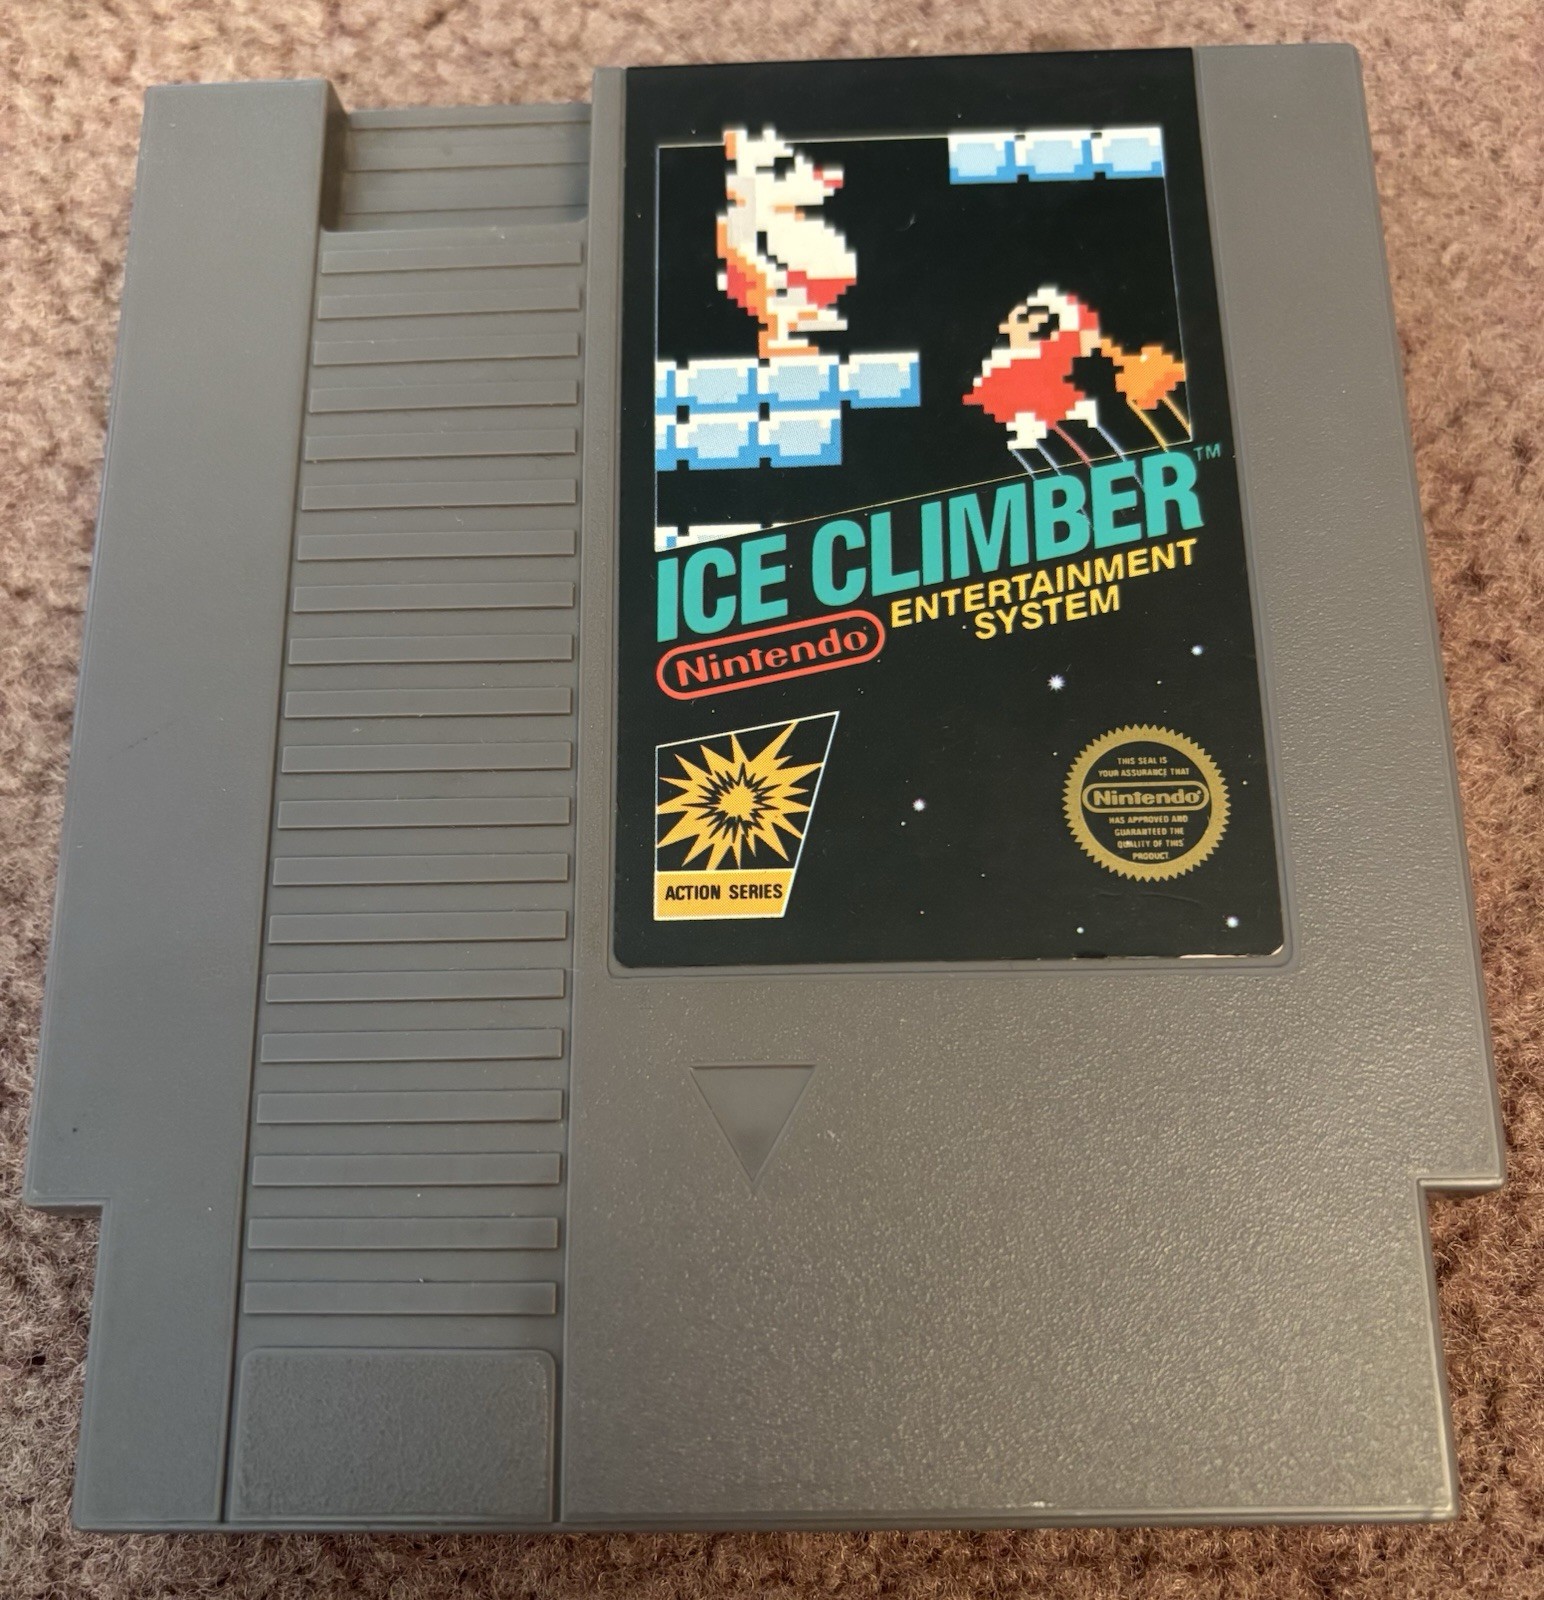 ICE CLIMBER™
Nintendo®
ENTERTAINMENT
SYSTEM
ACTION SERIES
THIS SEAL IS
YOUR ASSURANCE THAT
Nintendo®
HAS APPROVED AND
GUARANTEED THE
QUALITY OF THIS
PRODUCT.